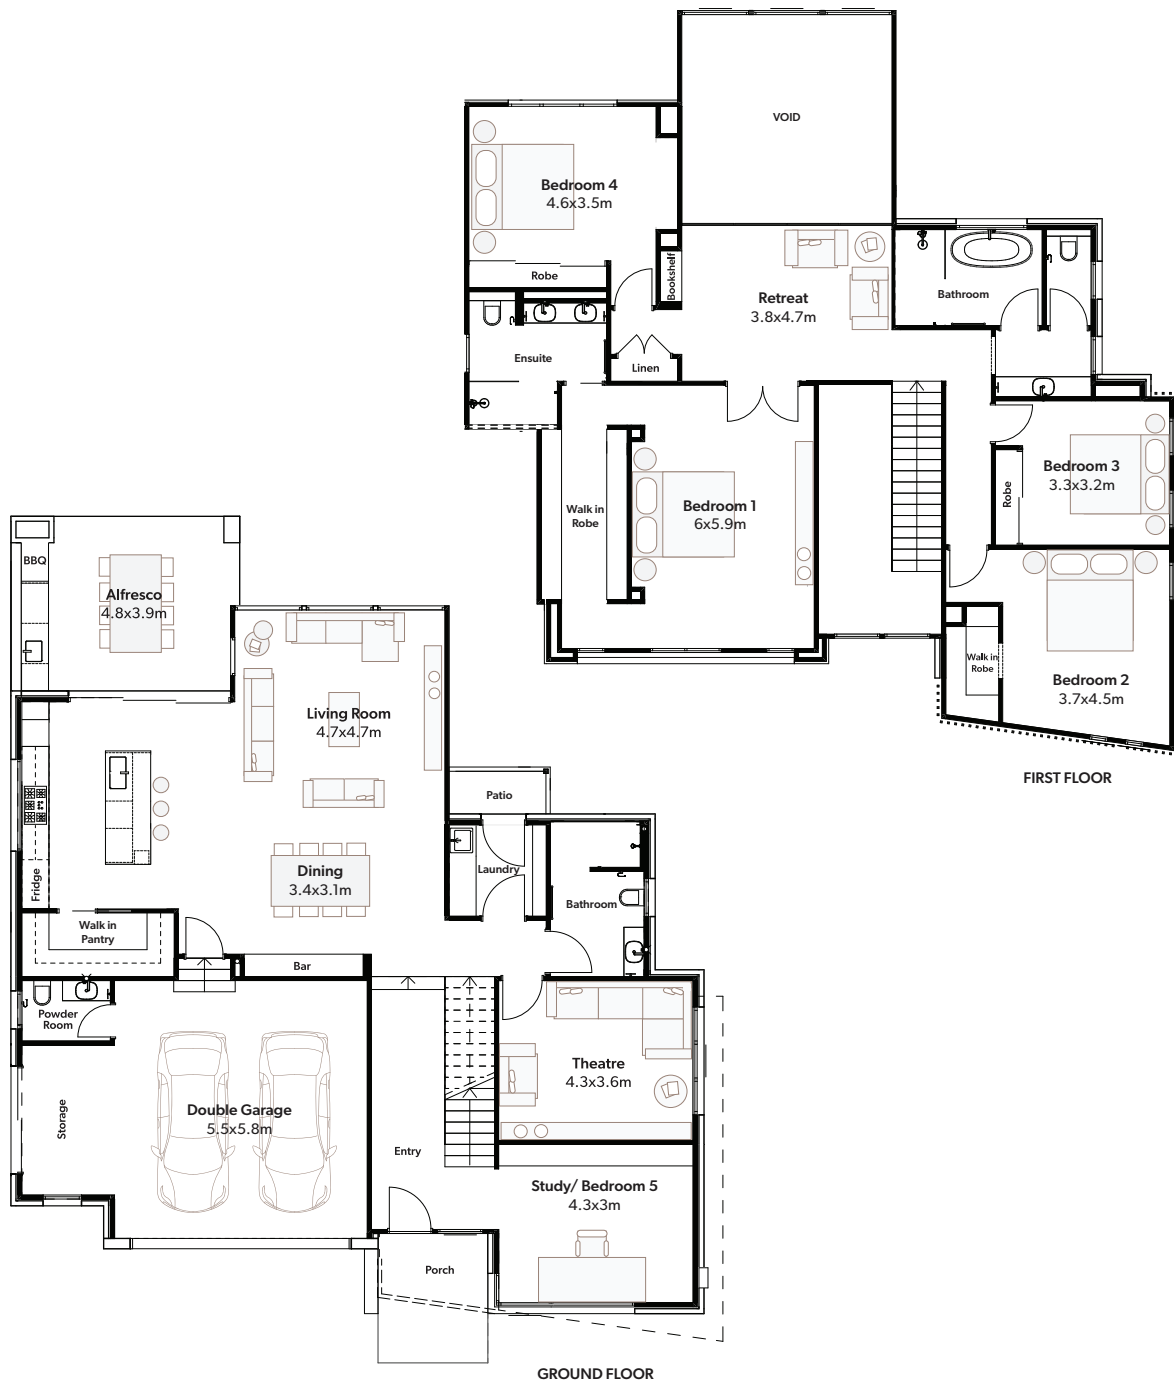 VOID
Bedroom 4
4.6x3.5m
Robe
Bookshelf
Retreat
3.8x4.7m
Bathroom
Ensuite
Linen
Bedroom 1
6x5.9m
Walk in
Robe
Bedroom 3
3.3x3.2m
Robe
Walk in
Robe
Bedroom 2
3.7x4.5m
FIRST FLOOR
BBQ
Alfresco
4.8x3.9m
Living Room
4.7x4.7m
Patio
Fridge
Dining
3.4x3.1m
Laundry
Bathroom
Walk in
Pantry
Bar
Powder
Room
Theatre
4.3x3.6m
Storage
Double Garage
5.5x5.8m
Entry
Study/ Bedroom 5
4.3x3m
Porch
GROUND FLOOR